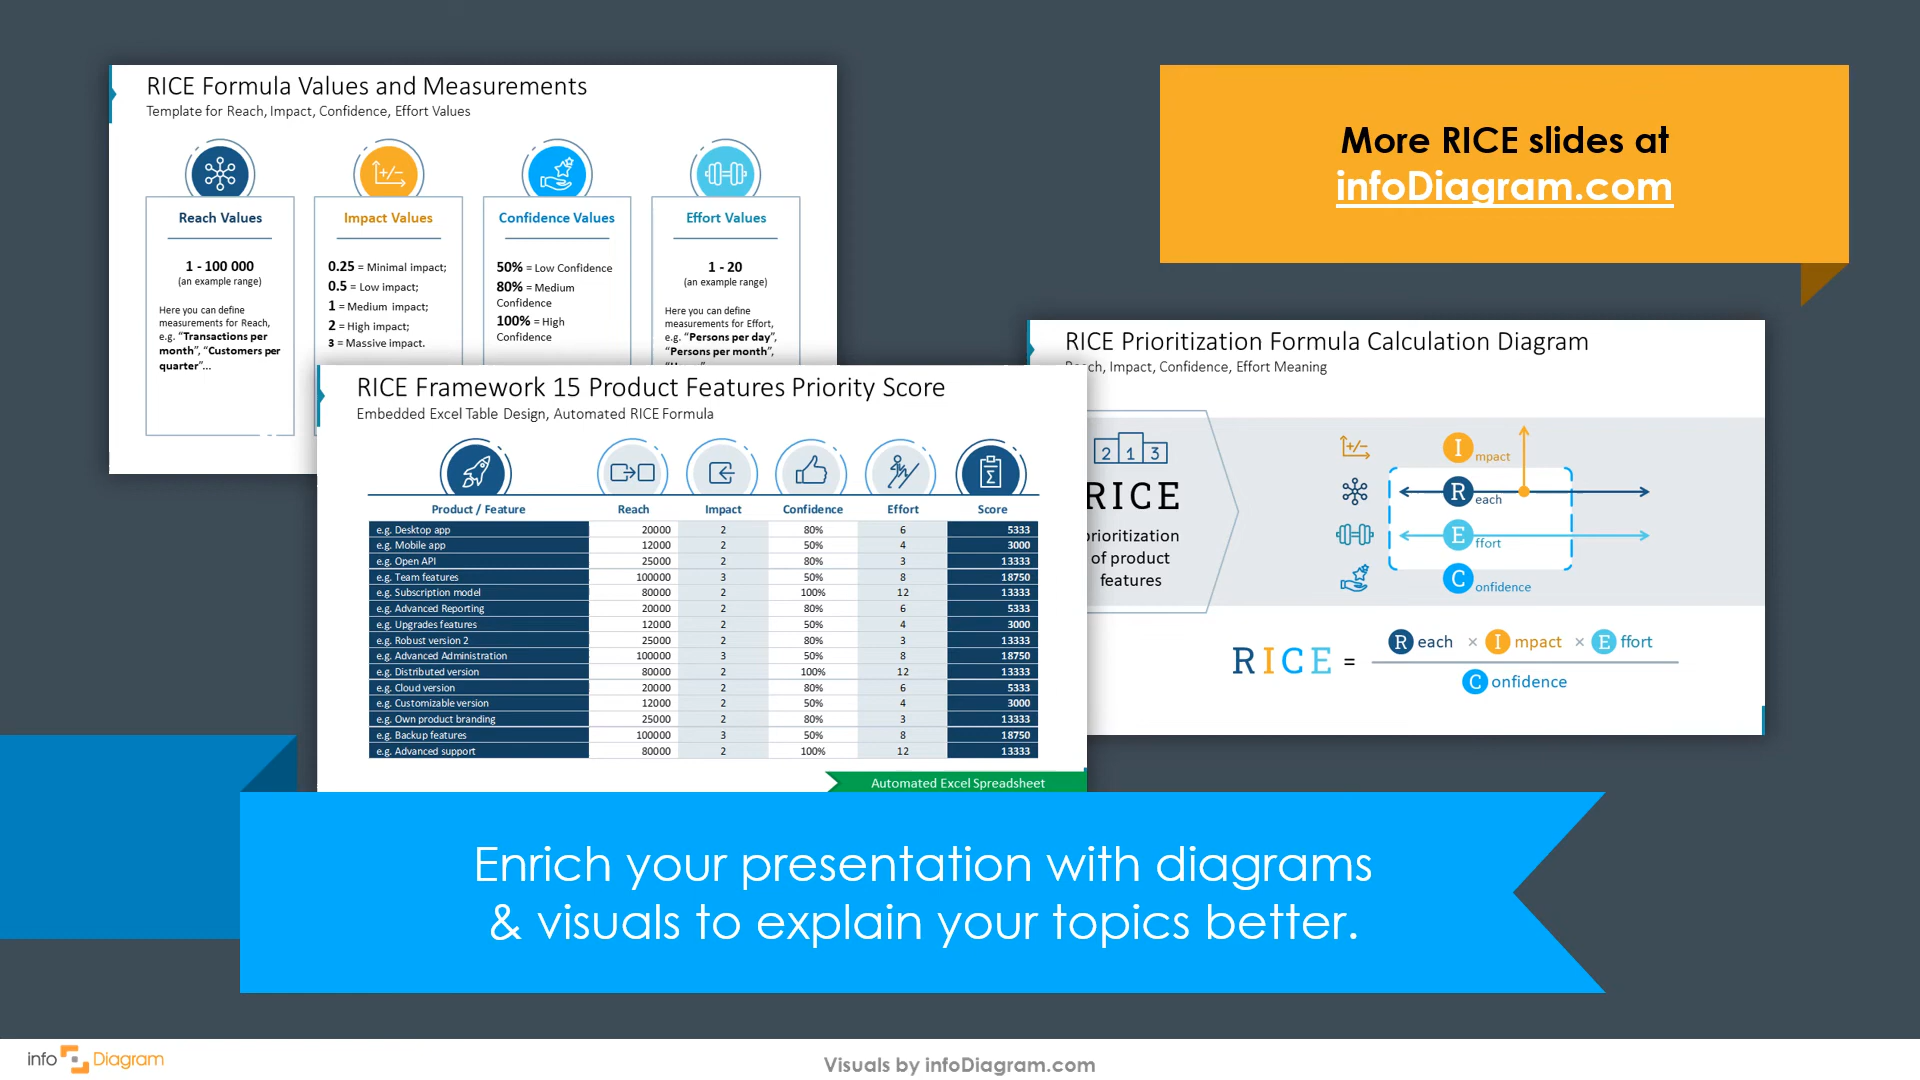 RICE Formula Values and Measurements
Template for Reach, Impact, Confidence, Effort Values
Reach Values
1 - 100 000
(an example range)
Here you can define
measurements for Reach,
e.g. “Transactions per
month”, “Customers per
quarter”...
Impact Values
0.25 = Minimal impact;
0.5 = Low impact;
1 = Medium impact;
2 = High impact;
3 = Massive impact.
Confidence Values
50% = Low Confidence
80% = Medium
Confidence
100% = High
Confidence
Effort Values
1 - 20
(an example range)
Here you can define
measurements for Effort,
e.g. “Persons per day”,
“Persons per month”,
More RICE slides at
infoDiagram.com
RICE Framework 15 Product Features Priority Score
Embedded Excel Table Design, Automated RICE Formula
Product / Feature Reach Impact Confidence Effort Score
e.g. Desktop app 20000 2 80% 6 5333
e.g. Mobile app 12000 2 50% 4 3000
e.g. Open API 25000 2 80% 3 13333
e.g. Team features 100000 3 50% 8 18750
e.g. Subscription model 80000 2 100% 12 13333
e.g. Advanced Reporting 20000 2 80% 6 5333
e.g. Upgrades features 12000 2 50% 4 3000
e.g. Robust version 2 25000 2 80% 3 13333
e.g. Advanced Administration 100000 3 50% 8 18750
e.g. Distributed version 80000 2 100% 12 13333
e.g. Cloud version 20000 2 80% 6 5333
e.g. Customizable version 12000 2 50% 4 3000
e.g. Own product branding 25000 2 80% 3 13333
e.g. Backup features 100000 3 50% 8 18750
e.g. Advanced support 80000 2 100% 12 13333
Automated Excel Spreadsheet
RICE Prioritization Formula Calculation Diagram
Reach, Impact, Confidence, Effort Meaning
2 1 3
RICE
prioritization
of product
features
+/-
Impact
Reach
Effort
Confidence
RICE = Reach × Impact × Effort
Confidence
Enrich your presentation with diagrams
& visuals to explain your topics better.
info Diagram
Visuals by infoDiagram.com